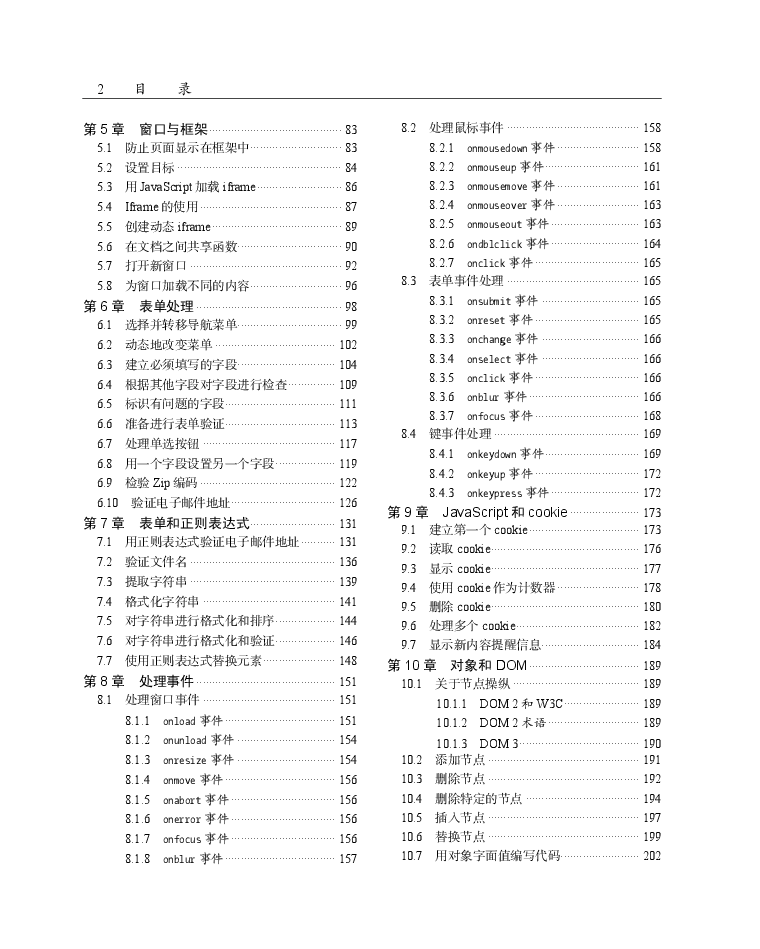 2 目 录
第 5 章 窗口与框架 83
5.1 防止页面显示在框架中 83
5.2 设置目标 84
5.3 用 JavaScript 加载 iframe 86
5.4 Iframe 的使用 87
5.5 创建动态 iframe 89
5.6 在文档之间共享函数 90
5.7 打开新窗口 92
5.8 为窗口加载不同的内容 96
第 6 章 表单处理 98
6.1 选择并转移导航菜单 99
6.2 动态地改变菜单 102
6.3 建立必须填写的字段 104
6.4 根据其他字段对字段进行检查 109
6.5 标识有问题的字段 111
6.6 准备进行表单验证 113
6.7 处理单选按钮 117
6.8 用一个字段设置另一个字段 119
6.9 检验 Zip 编码 122
6.10 验证电子邮件地址 126
第 7 章 表单和正则表达式 131
7.1 用正则表达式验证电子邮件地址 131
7.2 验证文件名 136
7.3 提取字符串 139
7.4 格式化字符串 141
7.5 对字符串进行格式化和排序 144
7.6 对字符串进行格式化和验证 146
7.7 使用正则表达式替换元素 148
第 8 章 处理事件 151
8.1 处理窗口事件 151
8.1.1 onload 事件 151
8.1.2 onunload 事件 154
8.1.3 onresize 事件 154
8.1.4 onmove 事件 156
8.1.5 onabort 事件 156
8.1.6 onerror 事件 156
8.1.7 onfocus 事件 156
8.1.8 onblur 事件 157
8.2 处理鼠标事件 158
8.2.1 onmousedown 事件 158
8.2.2 onmouseup 事件 161
8.2.3 onmousemove 事件 161
8.2.4 onmouseover 事件 163
8.2.5 onmouseout 事件 163
8.2.6 ondblclick 事件 164
8.2.7 onclick 事件 165
8.3 表单事件处理 165
8.3.1 onsubmit 事件 165
8.3.2 onreset 事件 165
8.3.3 onchange 事件 166
8.3.4 onselect 事件 166
8.3.5 onclick 事件 166
8.3.6 onblur 事件 166
8.3.7 onfocus 事件 168
8.4 键事件处理 169
8.4.1 onkeydown 事件 169
8.4.2 onkeyup 事件 172
8.4.3 onkeypress 事件 172
第 9 章 JavaScript 和 cookie 173
9.1 建立第一个 cookie 173
9.2 读取 cookie 176
9.3 显示 cookie 177
9.4 使用 cookie 作为计数器 178
9.5 删除 cookie 180
9.6 处理多个 cookie 182
9.7 显示新内容提醒信息 184
第 10 章 对象和 DOM 189
10.1 关于节点操纵 189
10.1.1 DOM 2 和 W3C 189
10.1.2 DOM 2 术语 189
10.1.3 DOM 3 190
10.2 添加节点 191
10.3 删除节点 192
10.4 删除特定的节点 194
10.5 插入节点 197
10.6 替换节点 199
10.7 用对象字面值编写代码 202